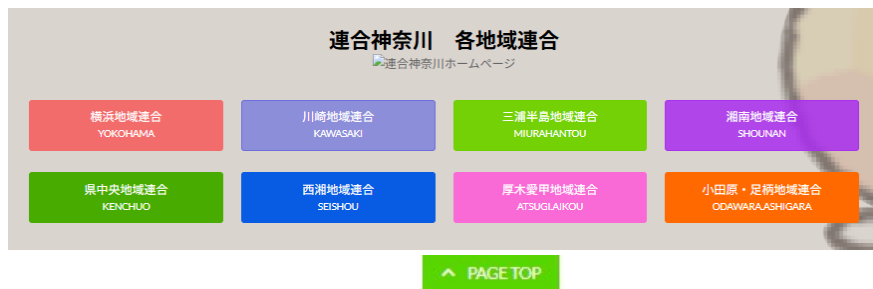 連合神奈川　各地域連合
連合神奈川ホームページ
横浜地域連合
YOKOHAMA
川崎地域連合
KAWASAKI
三浦半島地域連合
MIURAHANTOU
湘南地域連合
SHOUNAN
県中央地域連合
KENCHUO
西湘地域連合
SEISHOU
厚木愛甲地域連合
ATSUGI.AIKOU
小田原・足柄地域連合
ODAWARA.ASHIGARA
PAGE TOP